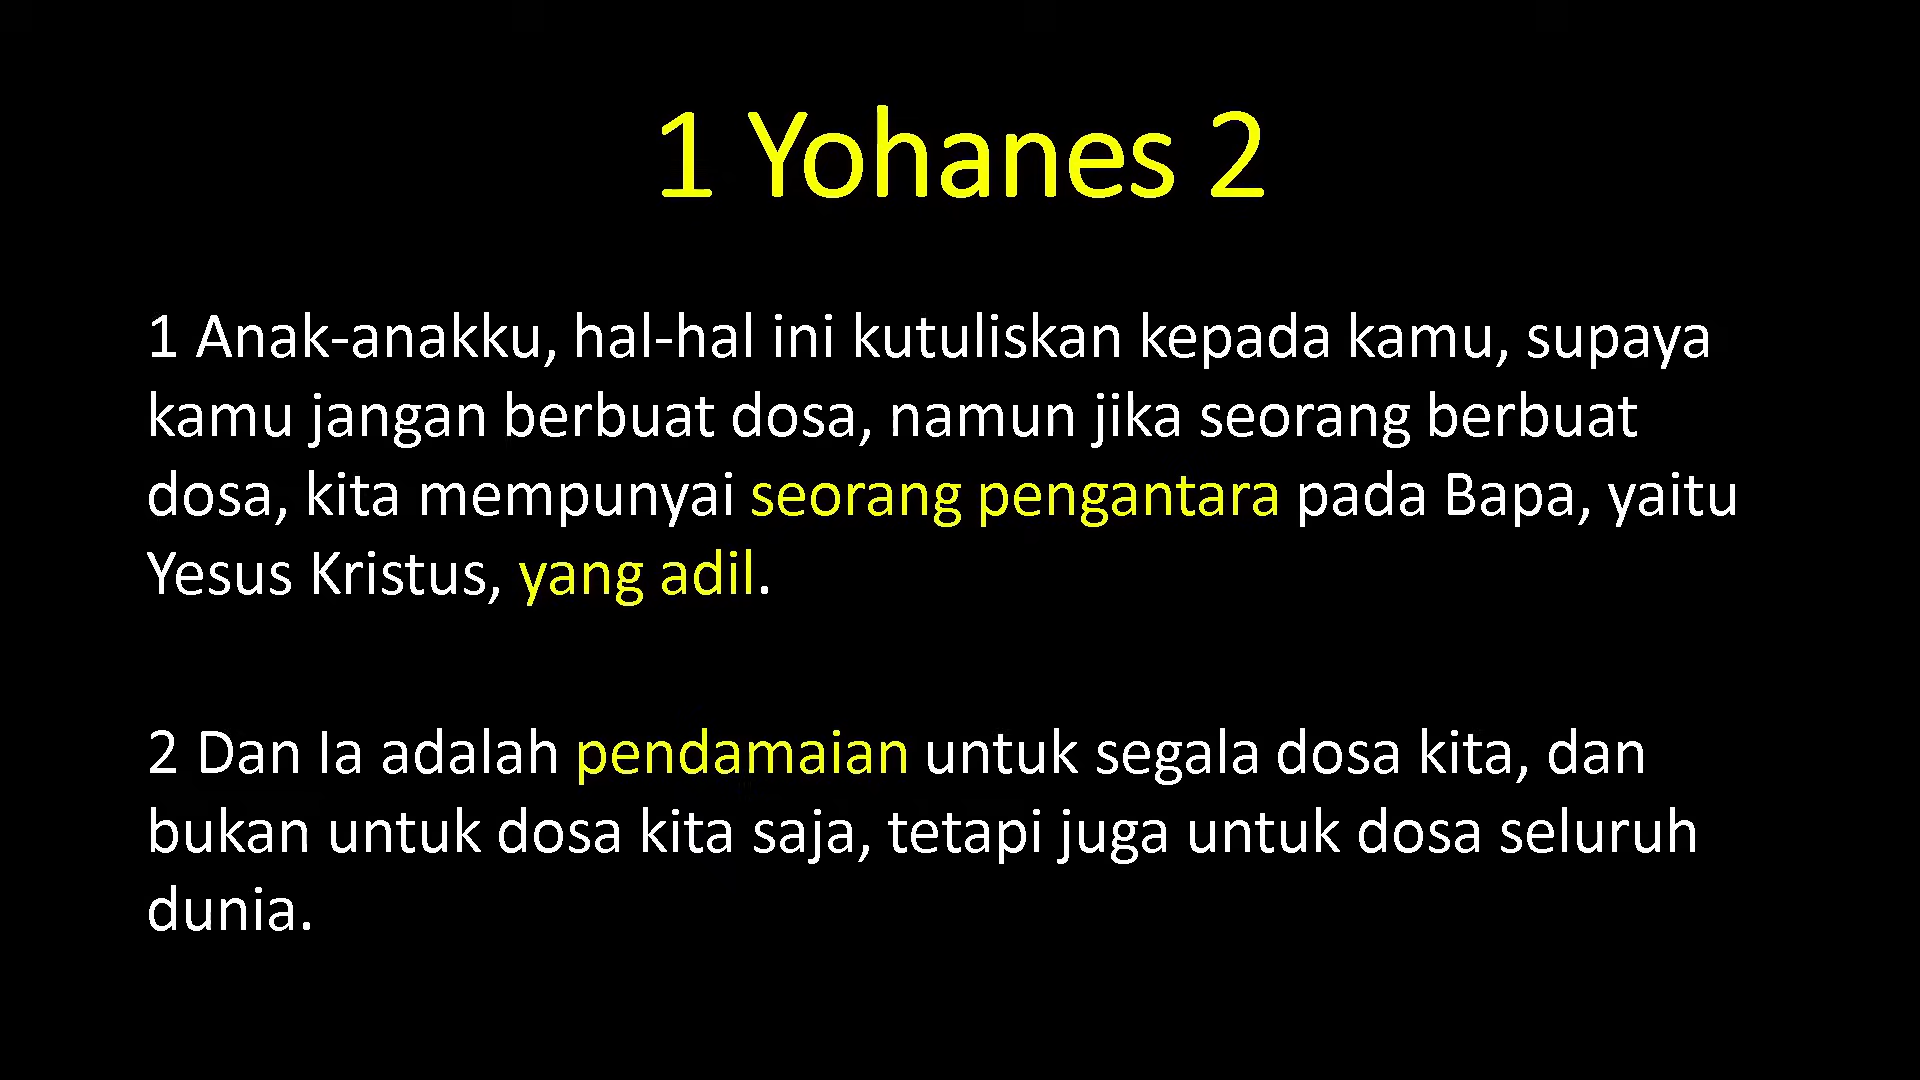 1 Yohanes 2
1 Anak-anakku, hal-hal ini kutuliskan kepada kamu, supaya
kamu jangan berbuat dosa, namun jika seorang berbuat
dosa, kita mempunyai seorang pengantara pada Bapa, yaitu
Yesus Kristus, yang adil.
2 Dan Ia adalah pendamaian untuk segala dosa kita, dan
bukan untuk dosa kita saja, tetapi juga untuk dosa seluruh
dunia.